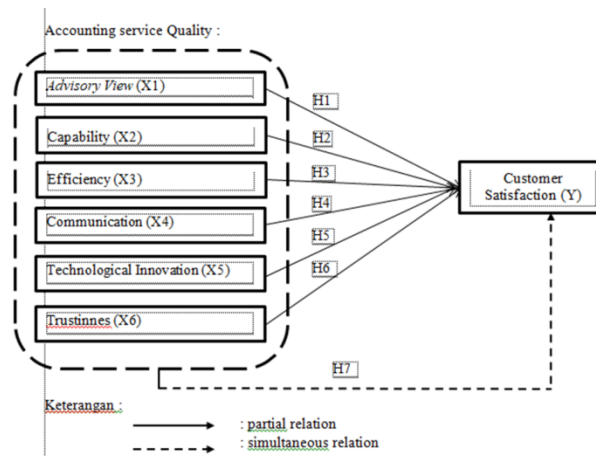 Accounting service Quality :
Advisory View (X1)
H1
Capability (X2)
H2
Efficiency (X3)
H3
Customer
Satisfaction (Y)
Communication (X4)
H4
H5
Technological Innovation (X5)
H6
Trustinnes (X6)
H7
Keterangan :
: partial relation
: simultaneous relation